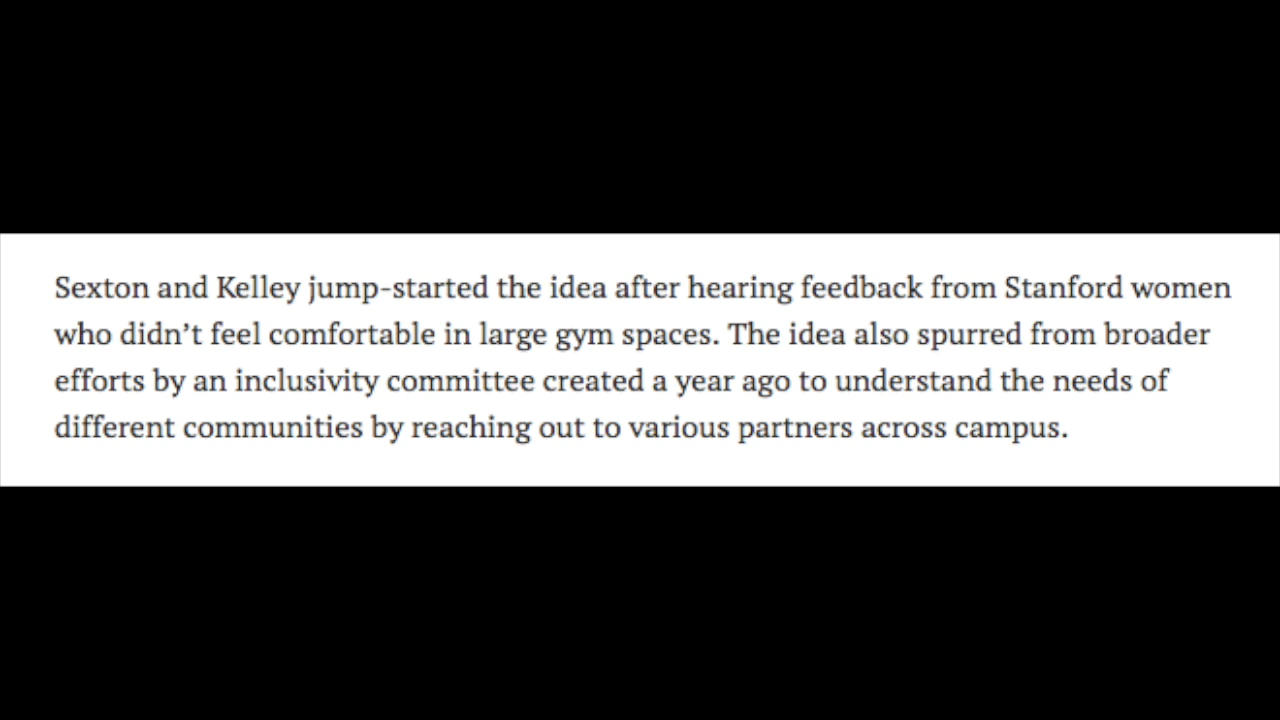 Sexton and Kelley jump-started the idea after hearing feedback from Stanford women
who didn’t feel comfortable in large gym spaces. The idea also spurred from broader
efforts by an inclusivity committee created a year ago to understand the needs of
different communities by reaching out to various partners across campus.